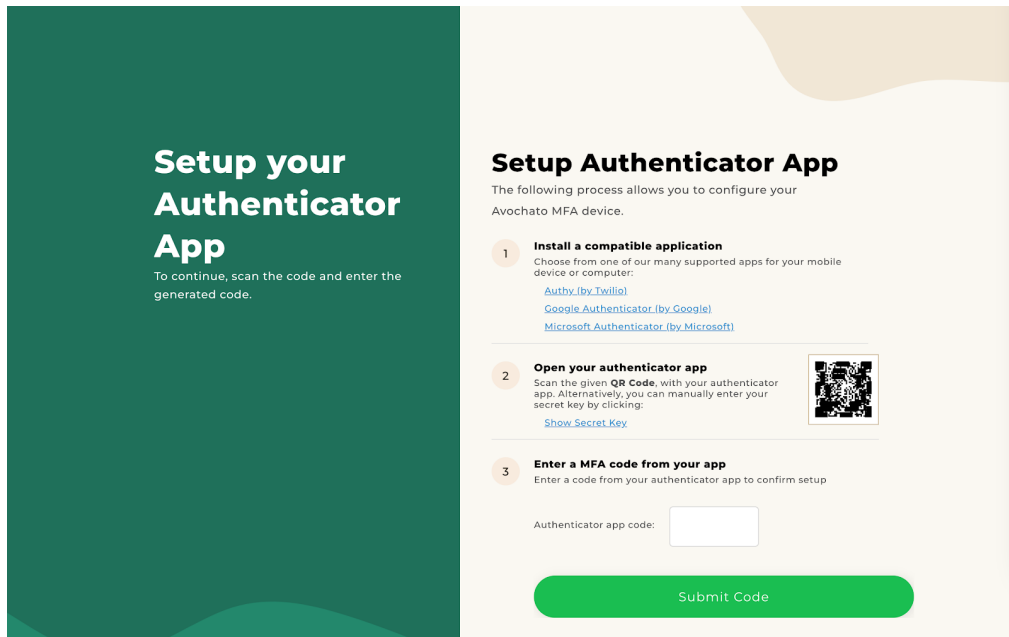 Setup your
Authenticator
App
To continue, scan the code and enter the
generated code.
Setup Authenticator App
The following process allows you to configure your
Avochato MFA device.
1
Install a compatible application
Choose from one of our many supported apps for your mobile
device or computer:
Authy (by Twilio)
Google Authenticator (by Google)
Microsoft Authenticator (by Microsoft)
2
Open your authenticator app
Scan the given QR Code, with your authenticator
app. Alternatively, you can manually enter your
secret key by clicking:
Show Secret Key
3
Enter a MFA code from your app
Enter a code from your authenticator app to confirm setup
Authenticator app code:
Submit Code